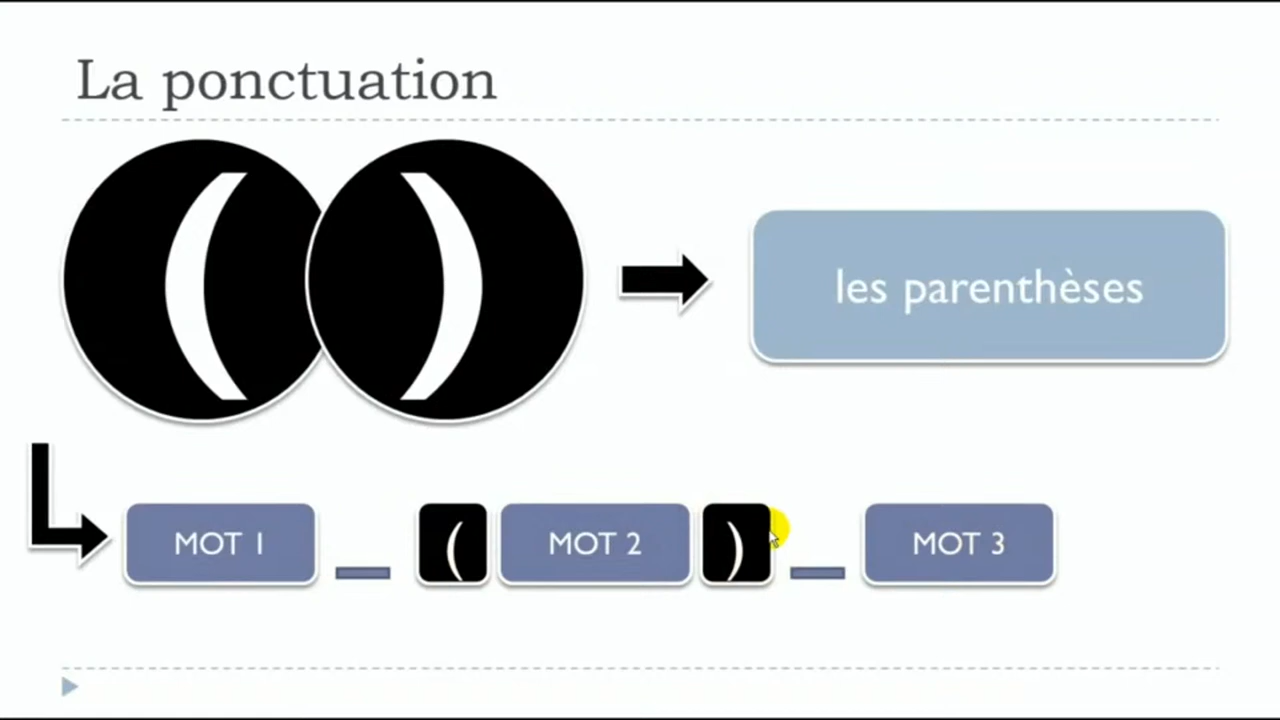 La ponctuation
( )
les parenthèses
MOT 1 _ ( MOT 2 ) _ MOT 3